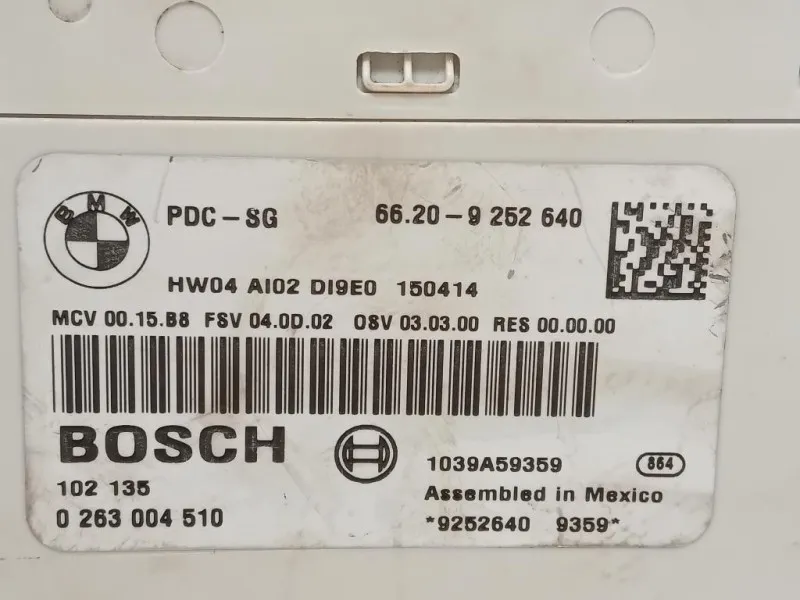 BMW PDC-SG 66.20-9 252 640
HW04 AI02 DI9E0 150414
MCV 00.15.B8 FSV 04.0D.02 OSV 03.03.00 RES 00.00.00
BOSCH
1039A59359 864
102 135 Assembled in Mexico
0 263 004 510 *9252640 9359*